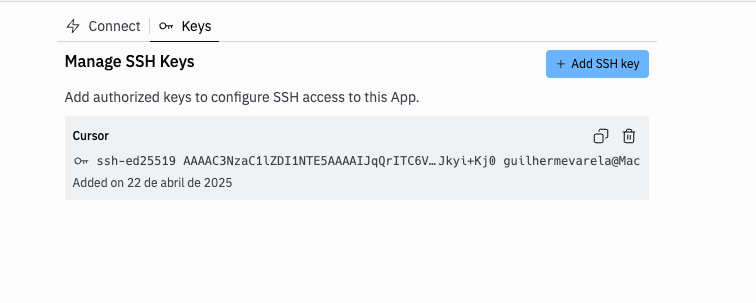 Connect
Keys
Manage SSH Keys
+ Add SSH key
Add authorized keys to configure SSH access to this App.
Cursor
ssh-ed25519 AAAAC3NzaC1lZDI1NTE5AAAAIJqQrITC6V…Jkyi+Kj0 guilhermevarela@Mac
Added on 22 de abril de 2025